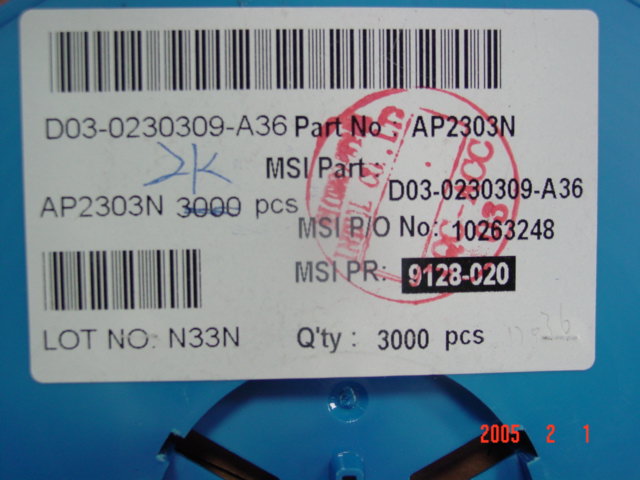 D03-0230309-A36 Part No : AP2303N
2K MSI Part :
D03-0230309-A36
AP2303N 3000 pcs
MSI P/O No: 10263248
MSI PR: 9128-020
LOT NO: N33N Q'ty : 3000 pcs
2005 2 1